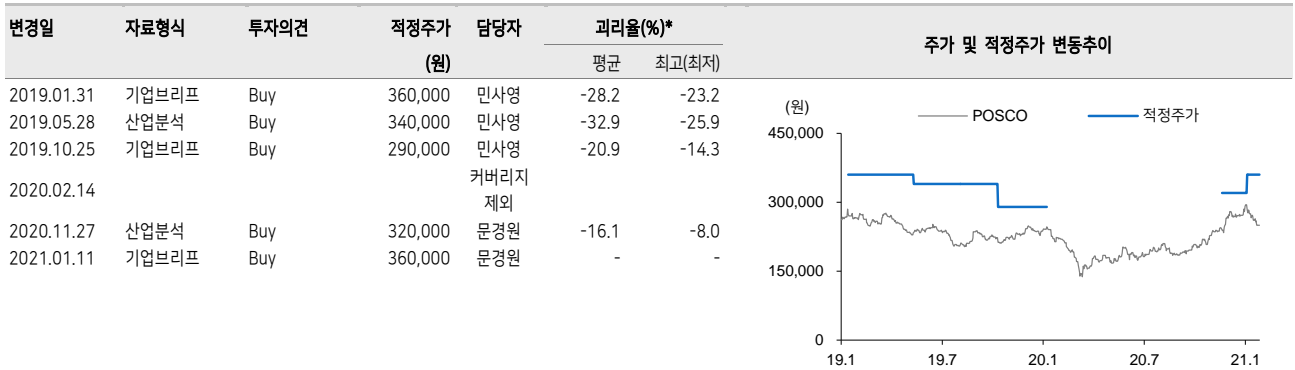 변경일 자료형식 투자의견 적정주가 담당자 괴리율(%)* 주가 및 적정주가 변동추이
(원) 평균 최고(최저)
2019.01.31 기업브리프 Buy 360,000 민사영 -28.2 -23.2
2019.05.28 산업분석 Buy 340,000 민사영 -32.9 -25.9
2019.10.25 기업브리프 Buy 290,000 민사영 -20.9 -14.3
2020.02.14 커버리지
제외
2020.11.27 산업분석 Buy 320,000 문경원 -16.1 -8.0
2021.01.11 기업브리프 Buy 360,000 문경원 - -
(원) POSCO 적정주가
450,000
300,000
150,000
0
19.1 19.7 20.1 20.7 21.1